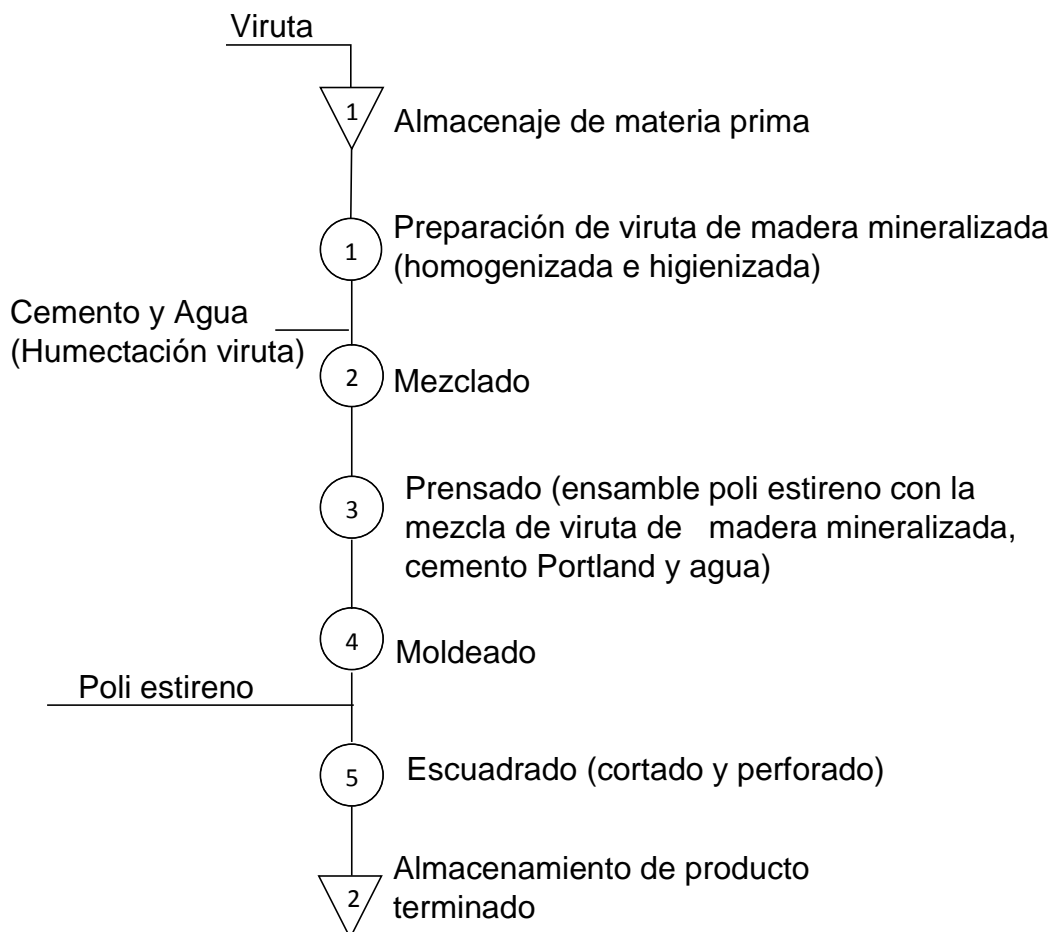 Viruta
1
Almacenaje de materia prima
1
Preparación de viruta de madera mineralizada
(homogenizada e higienizada)
Cemento y Agua
(Humectación viruta)
2
Mezclado
3
Prensado (ensamble poli estireno con la
mezcla de viruta de madera mineralizada,
cemento Portland y agua)
4
Moldeado
Poli estireno
5
Escuadrado (cortado y perforado)
2
Almacenamiento de producto
terminado